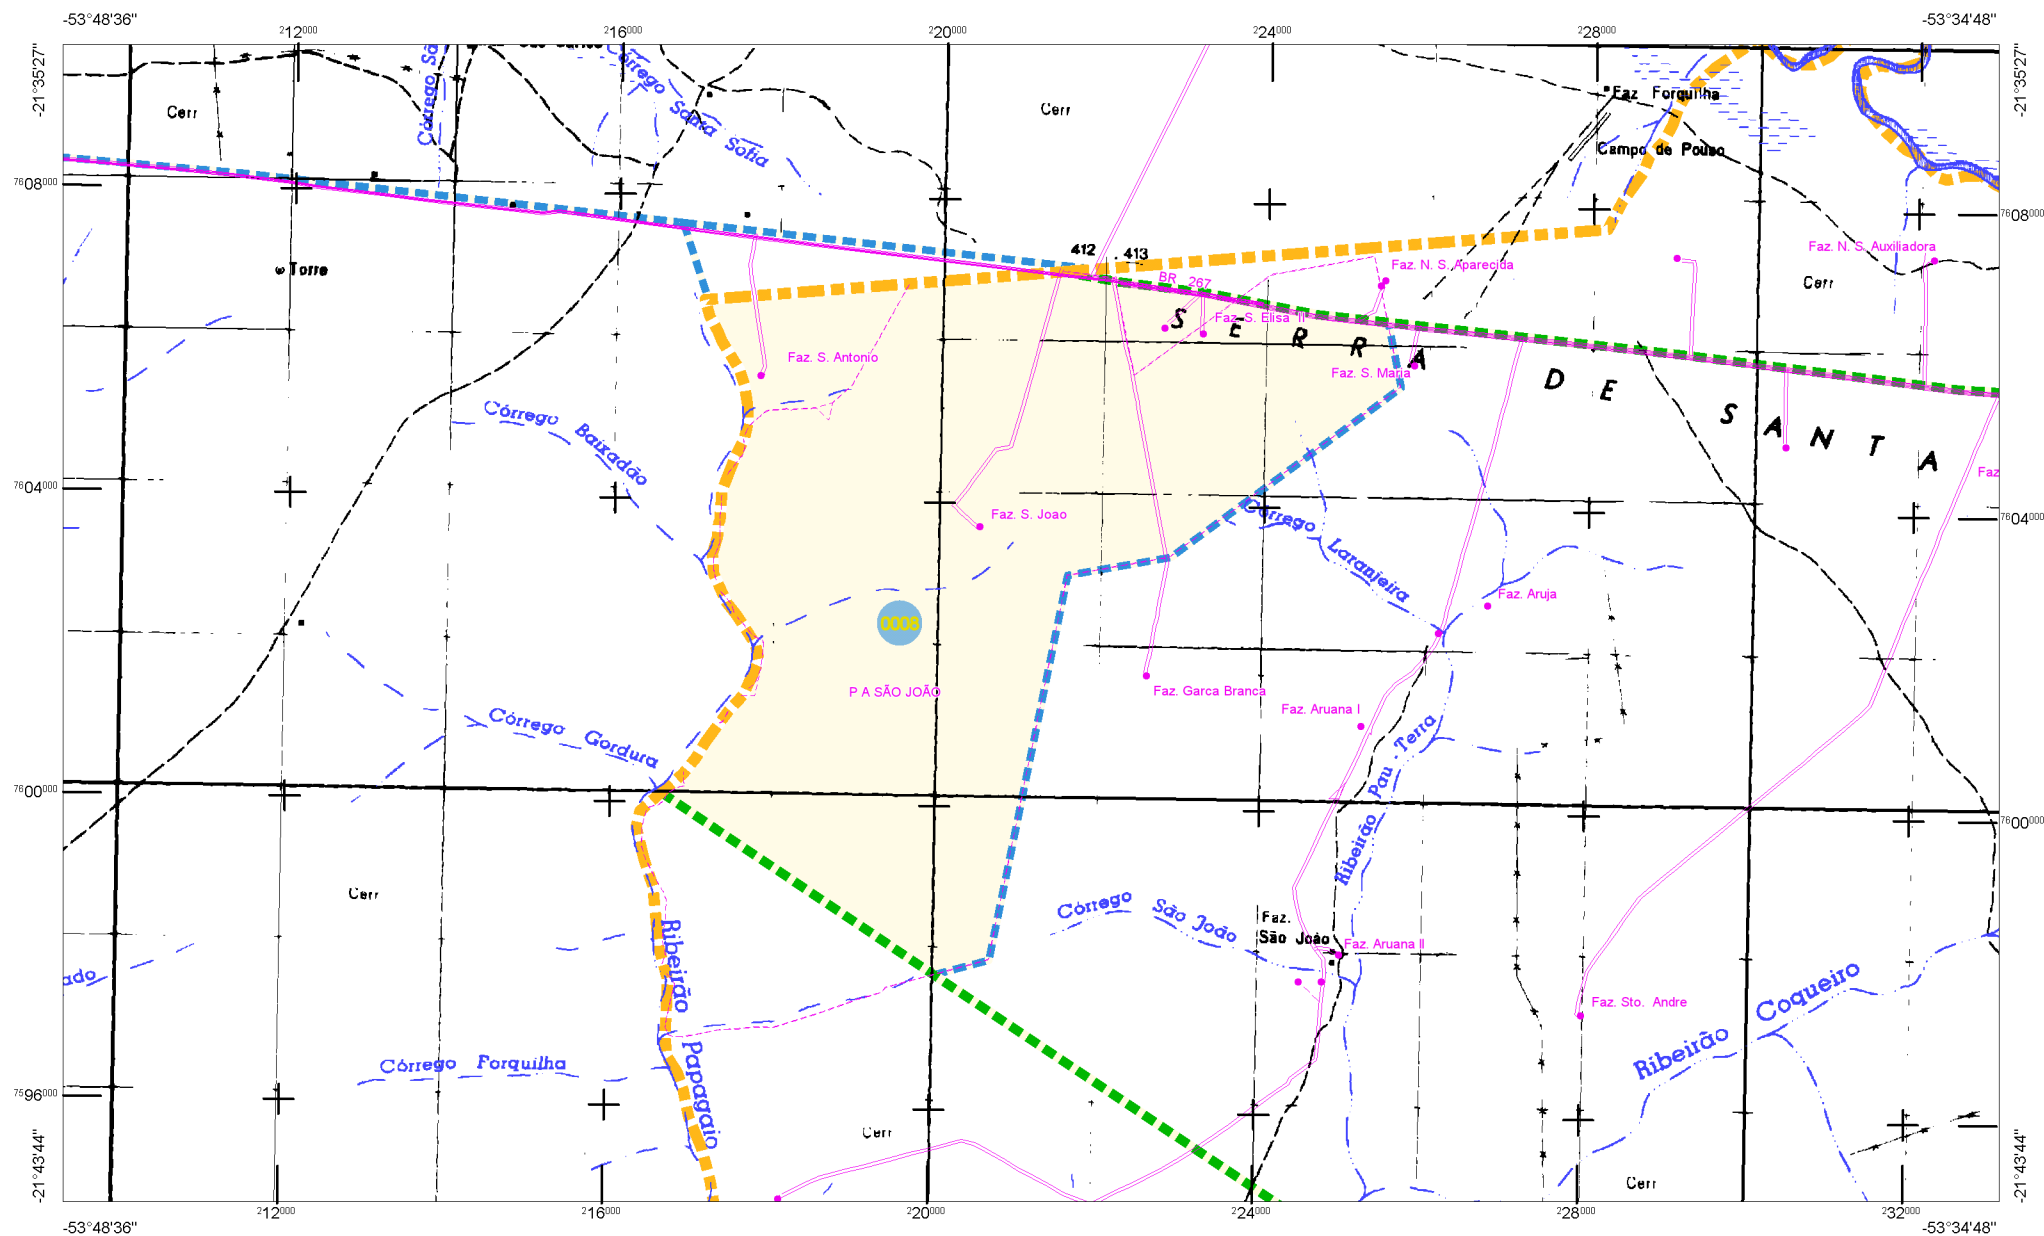 -53°48'36"
-53°34'48"
212000
216000
220000
224000
228000
-21°35'27"
-21°35'27"
Córrego
Santa
Sofia
Cerr
Cerr
Faz Forquilha
Campo de Pouso
7608000
7608000
Torre
412
413
BR 267
Faz. N. S. Aparecida
Faz. N. S. Auxiliadora
Cerr
Faz. S. Elisa II
SERRA DE SANTA
Faz. S. Antonio
Faz. S. Maria
Córrego Baixadão
Faz
7604000
7604000
Faz. S. Joao
Córrego Laranjeira
Faz. Aruja
0008
P A SÃO JOÃO
Faz. Garca Branca
Faz. Aruana I
Córrego Gordura
Ribeirão Pau - Terra
7600000
7600000
Cerr
Córrego São João
Faz.
São João
Faz. Aruana II
ado
Ribeirão Papagaio
Faz. Sto. Andre
Ribeirão Coqueiro
Córrego Forquilha
7596000
Cerr
Cerr
-21°43'44"
-21°43'44"
212000
216000
220000
224000
228000
232000
-53°48'36"
-53°34'48"